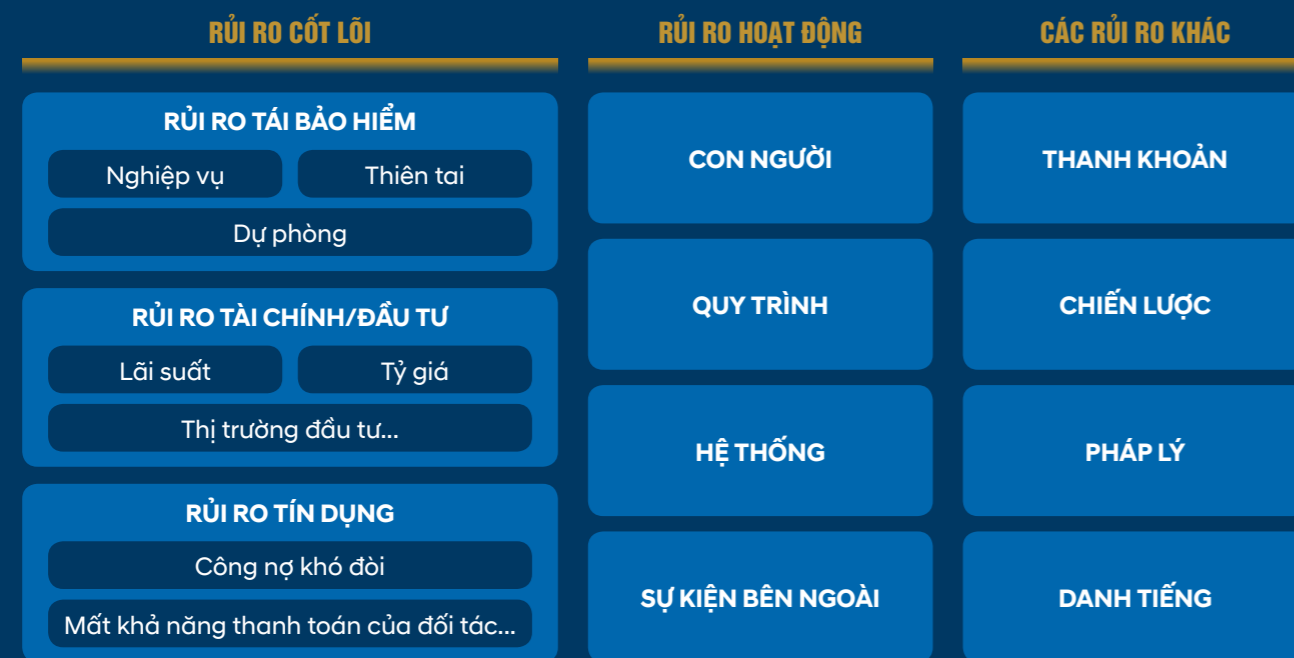 RỦI RO CỐT LÕI
RỦI RO TÁI BẢO HIỂM
Nghiệp vụ
Thiên tai
Dự phòng
RỦI RO TÀI CHÍNH/ĐẦU TƯ
Lãi suất
Tỷ giá
Thị trường đầu tư...
RỦI RO TÍN DỤNG
Công nợ khó đòi
Mất khả năng thanh toán của đối tác...
RỦI RO HOẠT ĐỘNG
CON NGƯỜI
QUY TRÌNH
HỆ THỐNG
SỰ KIỆN BÊN NGOÀI
CÁC RỦI RO KHÁC
THANH KHOẢN
CHIẾN LƯỢC
PHÁP LÝ
DANH TIẾNG